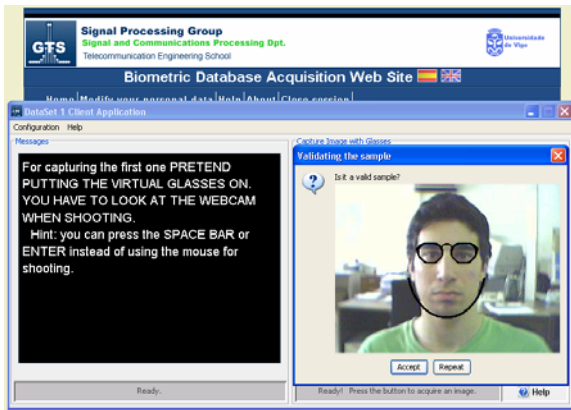 GTS
Signal Processing Group
Signal and Communications Processing Dpt.
Telecommunication Engineering School
Universidade
de Vigo
Biometric Database Acquisition Web Site
Home|Modify your personal data|Help|About|Close session|
DataSet 1 Client Application
Configuration Help
Messages
For capturing the first one PRETEND
PUTTING THE VIRTUAL GLASSES ON.
YOU HAVE TO LOOK AT THE WEBCAM
WHEN SHOOTING.
Hint: you can press the SPACE BAR or
ENTER instead of using the mouse for
shooting.
Ready.
Capture Image with Glasses
Validating the sample
Is it a valid sample?
Accept Repeat
Ready! Press the button to acquire an image.
Help